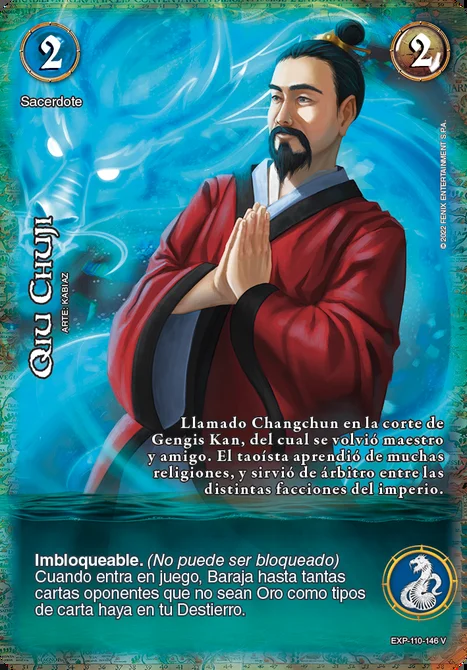 2
2
Sacerdote
© 2022 FENIX ENTERTAINMENT S.P.A.
Qiu Chuji
ARTE: KABIAZ
Llamado Changchun en la corte de
Gengis Kan, del cual se volvió maestro
y amigo. El taoísta aprendió de muchas
religiones, y sirvió de árbitro entre las
distintas facciones del imperio.
Imbloqueable. (No puede ser bloqueado)
Cuando entra en juego, Baraja hasta tantas
cartas oponentes que no sean Oro como tipos
de carta haya en tu Destierro.
EXP-110-146 V